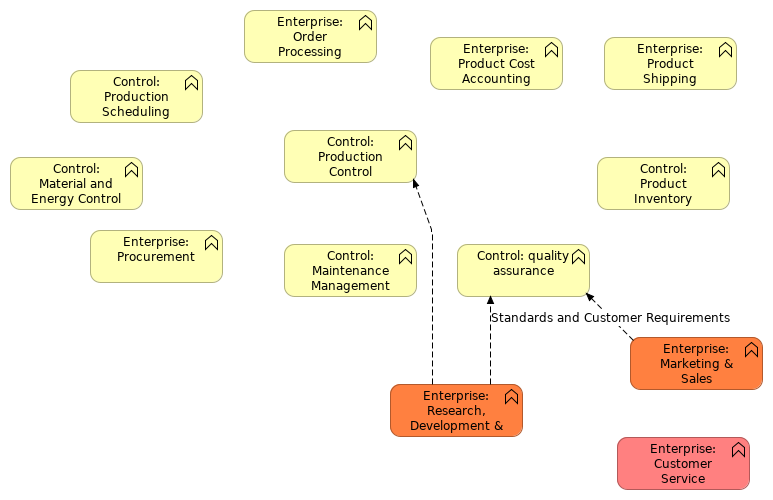 Enterprise:
Order
Processing
Enterprise:
Product Cost
Accounting
Enterprise:
Product
Shipping
Control:
Production
Scheduling
Control:
Production
Control
Control:
Material and
Energy Control
Control:
Product
Inventory
Enterprise:
Procurement
Control:
Maintenance
Management
Control: quality
assurance
Standards and Customer Requirements
Enterprise:
Marketing &
Sales
Enterprise:
Research,
Development &
Enterprise:
Customer
Service